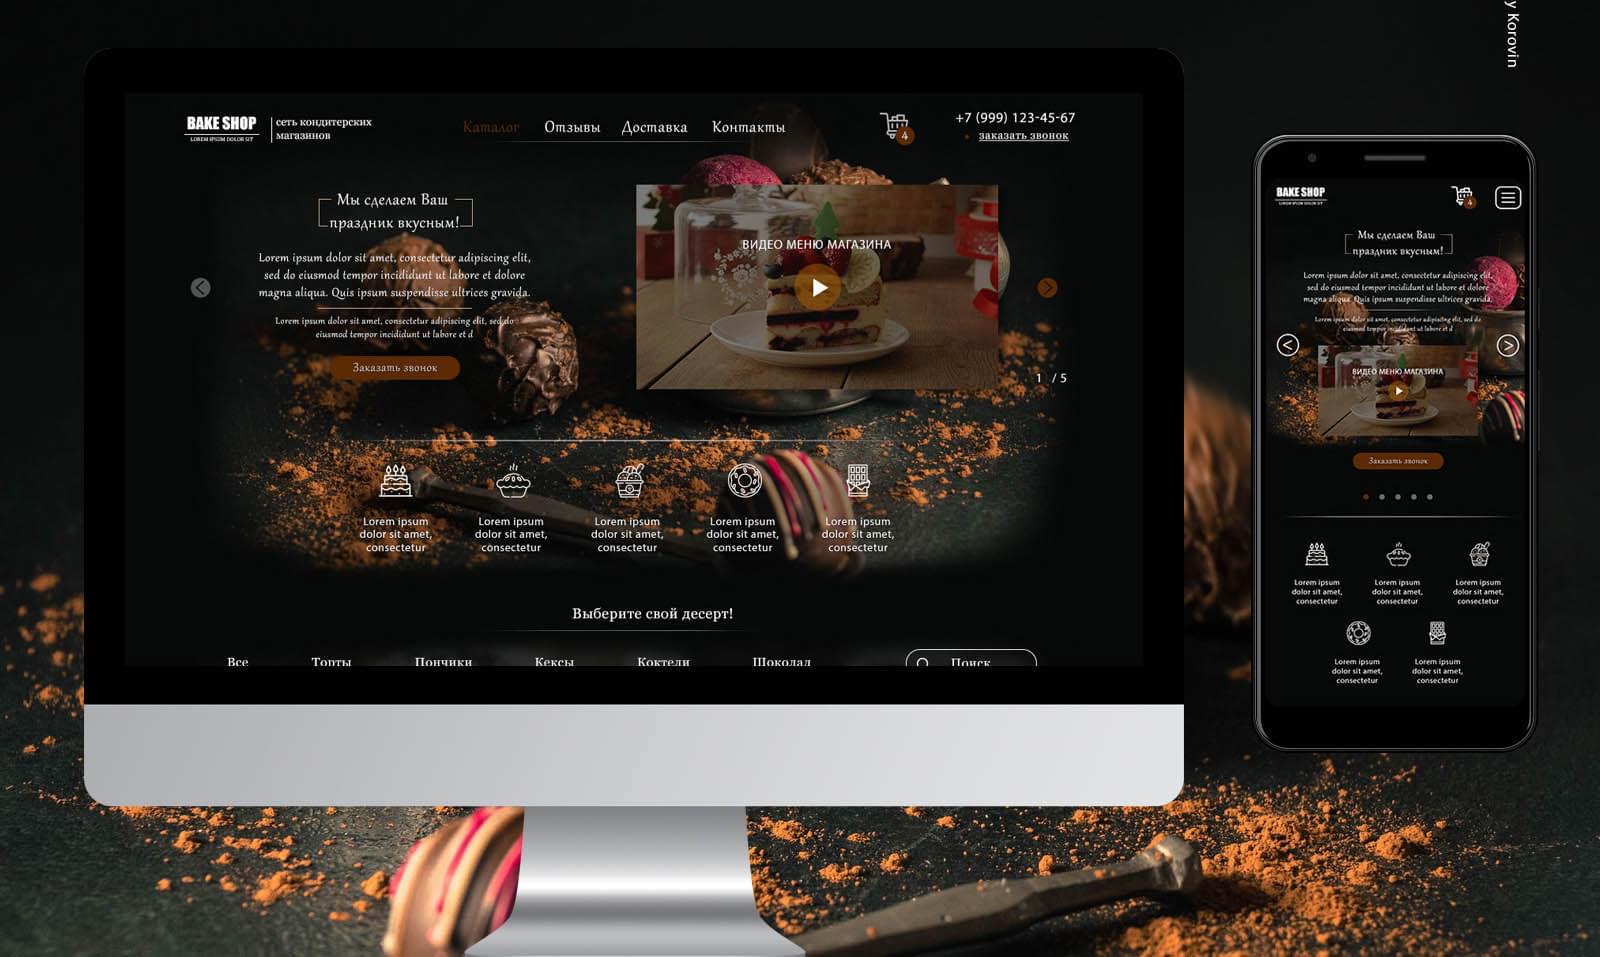 y Korovin
BAKE SHOP
LOREM IPSUM DOLOR SIT
сеть кондитерских
магазинов
Каталог
Отзывы
Доставка
Контакты
4
+7 (999) 123-45-67
заказать звонок
Мы сделаем Ваш
праздник вкусным!
Lorem ipsum dolor sit amet, consectetur adipiscing elit,
sed do eiusmod tempor incididunt ut labore et dolore
magna aliqua. Quis ipsum suspendisse ultrices gravida.
Lorem ipsum dolor sit amet, consectetur adipiscing elit, sed do
eiusmod tempor incididunt ut labore et d
Заказать звонок
ВИДЕО МЕНЮ МАГАЗИНА
1 / 5
Lorem ipsum
dolor sit amet,
consectetur
Lorem ipsum
dolor sit amet,
consectetur
Lorem ipsum
dolor sit amet,
consectetur
Lorem ipsum
dolor sit amet,
consectetur
Lorem ipsum
dolor sit amet,
consectetur
Выберите свой десерт!
Все
Торты
Пончики
Кексы
Коктели
Шоколад
Поиск
BAKE SHOP
LOREM IPSUM DOLOR SIT
4
Мы сделаем Ваш
праздник вкусным!
Lorem ipsum dolor sit amet, consectetur adipiscing elit,
sed do eiusmod tempor incididunt ut labore et dolore
magna aliqua. Quis ipsum suspendisse ultrices gravida.
Lorem ipsum dolor sit amet, consectetur adipiscing elit, sed do
eiusmod tempor incididunt ut labore et d
ВИДЕО МЕНЮ МАГАЗИНА
Заказать звонок
Lorem ipsum
dolor sit amet,
consectetur
Lorem ipsum
dolor sit amet,
consectetur
Lorem ipsum
dolor sit amet,
consectetur
Lorem ipsum
dolor sit amet,
consectetur
Lorem ipsum
dolor sit amet,
consectetur